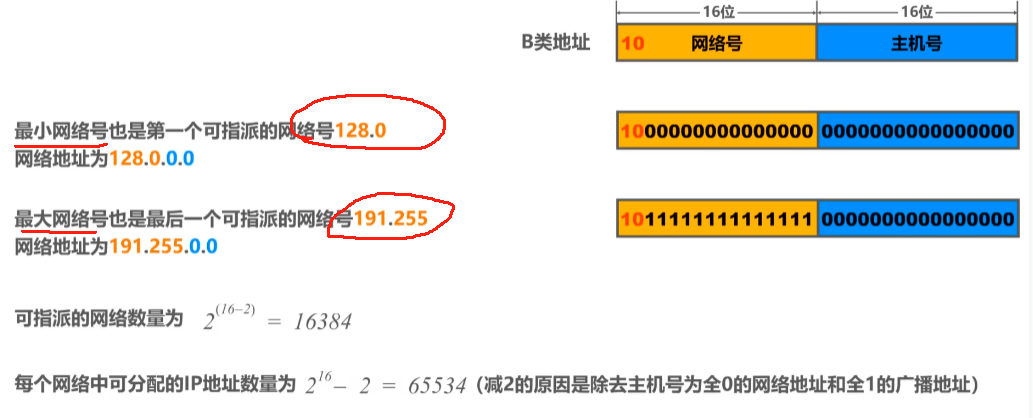 16位 16位
B类地址 10 网络号 主机号
最小网络号也是第一个可指派的网络号128.0
1000000000000000 0000000000000000
网络地址为128.0.0.0
最大网络号也是最后一个可指派的网络号191.255
1011111111111111 0000000000000000
网络地址为191.255.0.0
可指派的网络数量为 2^(16-2) = 16384
每个网络中可分配的IP地址数量为 2^16 - 2 = 65534 (减2的原因是除去主机号为全0的网络地址和全1的广播地址)